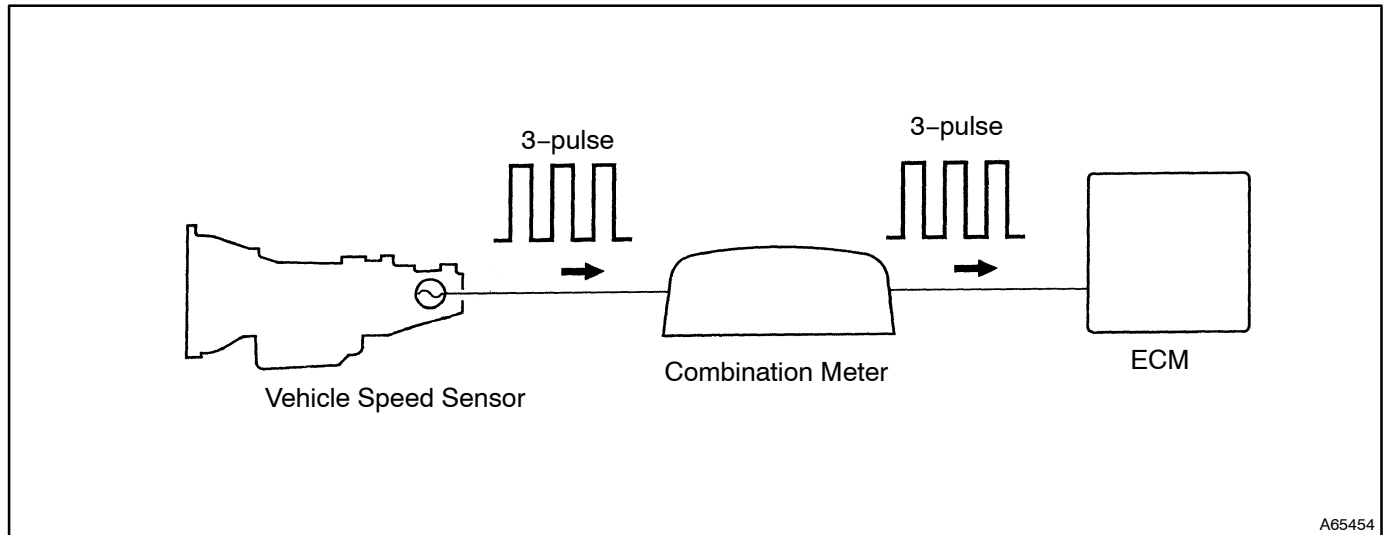 3−pulse
3−pulse
Vehicle Speed Sensor
Combination Meter
ECM
A65454